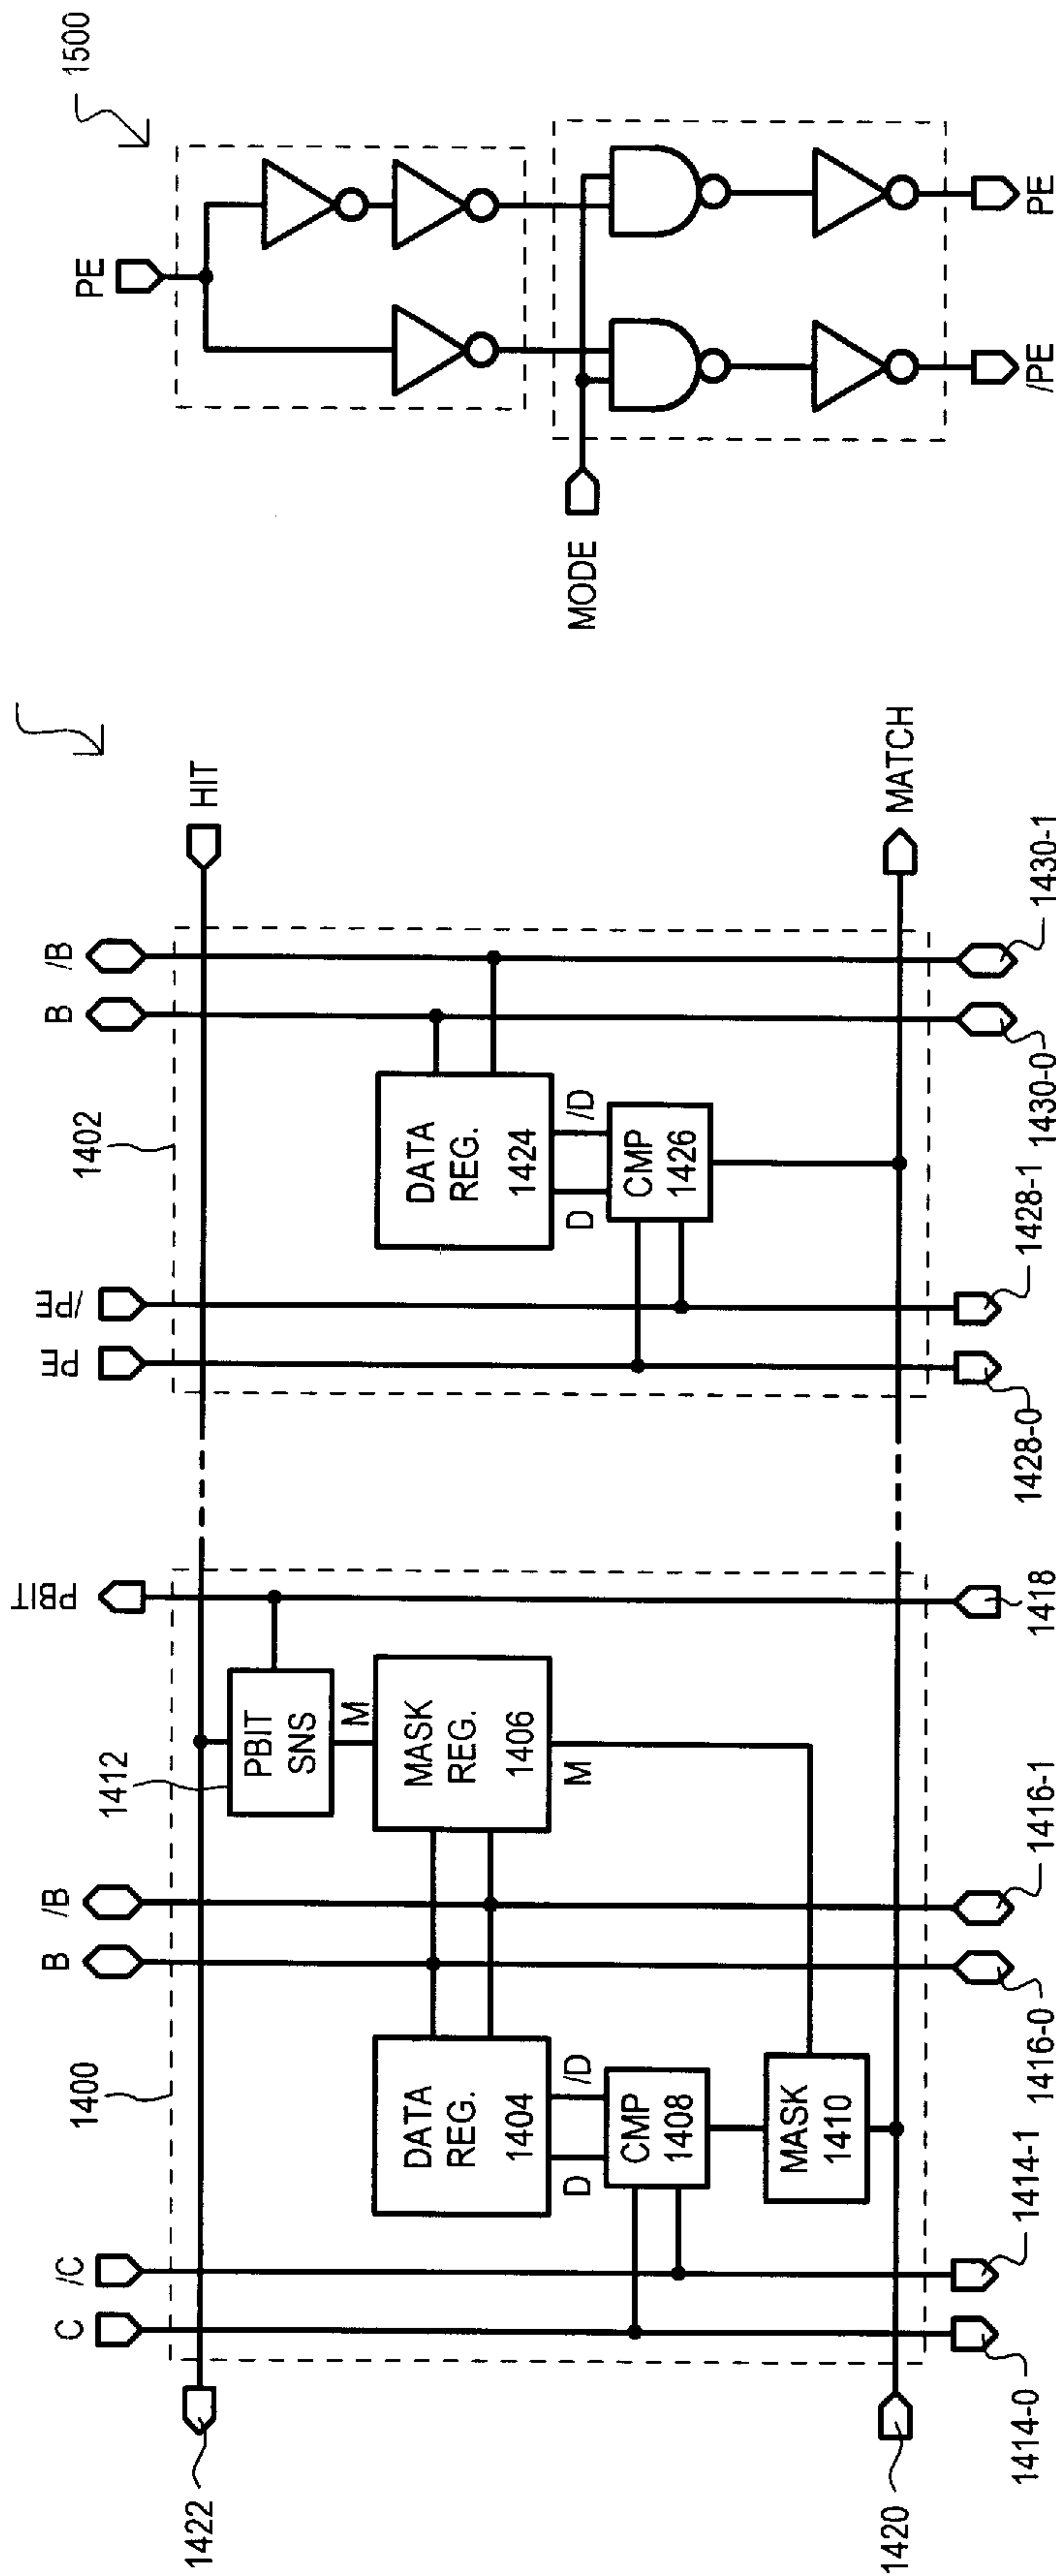 1422
HIT
1400
1412
1402
C
/C
B
/B
PBIT
PE
/PE
B
/B
PBIT
SNS
M
DATA
REG.
1404
MASK
REG.
1406
DATA
REG.
1424
D
/D
M
D
/D
CMP
1408
CMP
1426
MASK
1410
1420
MATCH
1414-0
1414-1
1416-0
1416-1
1418
1428-0
1428-1
1430-0
1430-1
1500
PE
MODE
/PE
PE